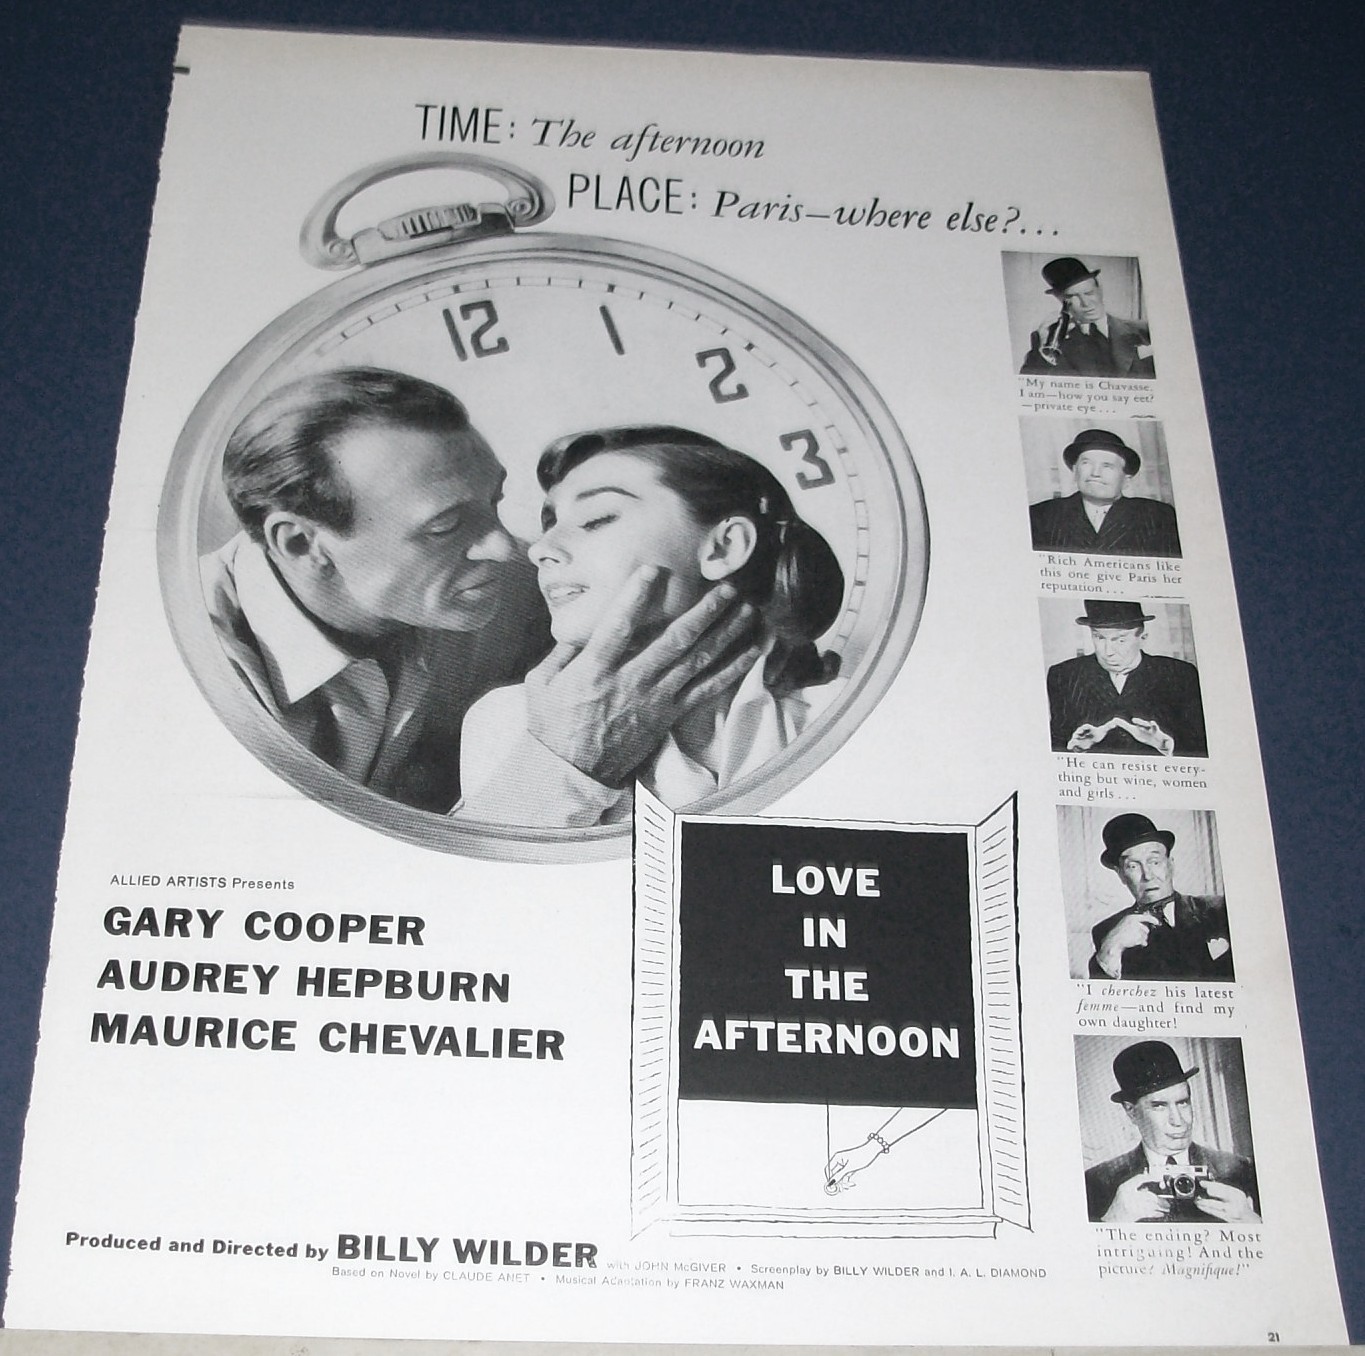 TIME: The afternoon
PLACE: Paris—where else?...
12
1
2
3
"My name is Chavasse.
I am—how you say eet?
—private eye...
"Rich Americans like
this one give Paris her
reputation...
"He can resist every-
thing but wine, women
and girls...
"I cherchez his latest
femme—and find my
own daughter!
"The ending? Most
intriguing! And the
picture? Magnifique!"
LOVE
IN
THE
AFTERNOON
ALLIED ARTISTS Presents
GARY COOPER
AUDREY HEPBURN
MAURICE CHEVALIER
Produced and Directed by BILLY WILDER with JOHN McGIVER • Screenplay by BILLY WILDER and I. A. L. DIAMOND
Based on Novel by CLAUDE ANET • Musical Adaptation by FRANZ WAXMAN
21